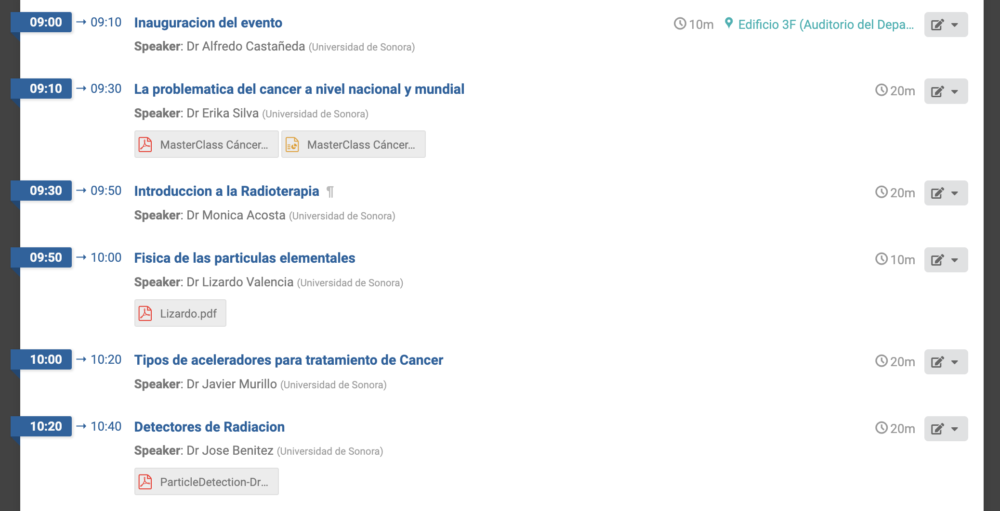 09:00 → 09:10 Inauguracion del evento 10m Edificio 3F (Auditorio del Depa...
Speaker: Dr Alfredo Castañeda (Universidad de Sonora)
09:10 → 09:30 La problematica del cancer a nivel nacional y mundial 20m
Speaker: Dr Erika Silva (Universidad de Sonora)
MasterClass Cáncer... MasterClass Cáncer...
09:30 → 09:50 Introduccion a la Radioterapia ¶ 20m
Speaker: Dr Monica Acosta (Universidad de Sonora)
09:50 → 10:00 Fisica de las particulas elementales 10m
Speaker: Dr Lizardo Valencia (Universidad de Sonora)
Lizardo.pdf
10:00 → 10:20 Tipos de aceleradores para tratamiento de Cancer 20m
Speaker: Dr Javier Murillo (Universidad de Sonora)
10:20 → 10:40 Detectores de Radiacion 20m
Speaker: Dr Jose Benitez (Universidad de Sonora)
ParticleDetection-Dr...